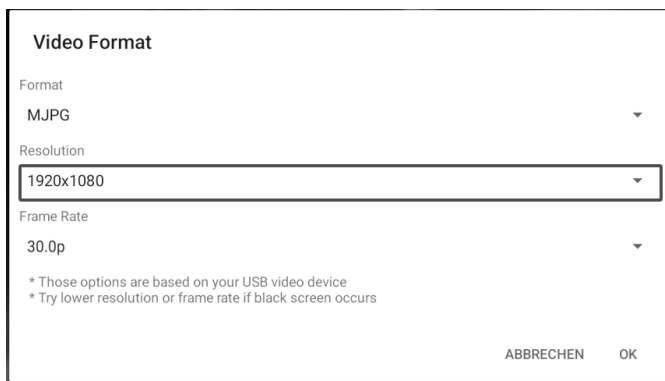 Video Format
Format
MJPG
Resolution
1920x1080
Frame Rate
30.0p
* Those options are based on your USB video device
* Try lower resolution or frame rate if black screen occurs
ABBRECHEN OK